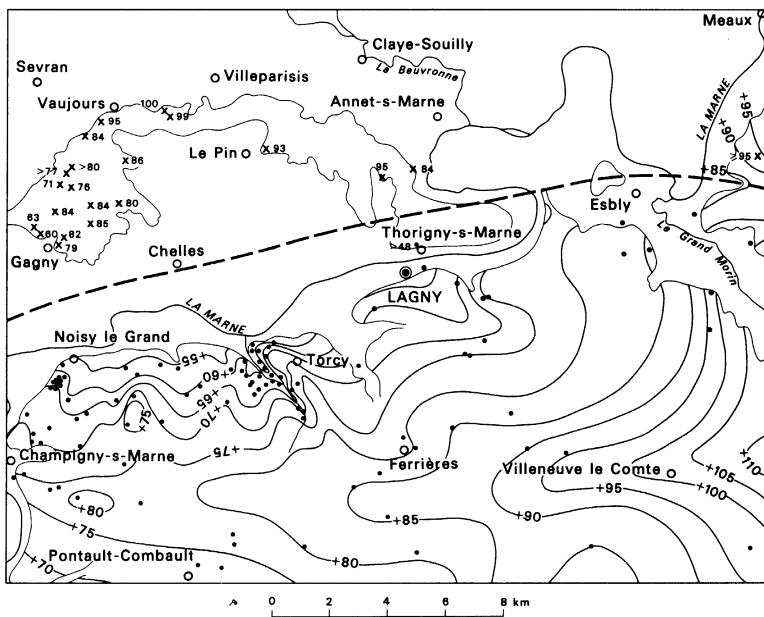 Meaux
Claye-Souilly
La Beuvronne
Sevran
Villeparisis
Vaujours
100
99
Annet-s-Marne
LA MARNE
+95
+90
95
84
Le Pin
93
86
≥95
+85
>77
>80
95
84
71
76
84
84
80
Esbly
63
60
82
85
79
Gagny
Chelles
Thorigny-s-Marne
≥48
Le Grand Morin
LAGNY
LA MARNE
Noisy le Grand
+55
Torcy
+60
+65
+75
+70
+75
Champigny-s-Marne
Ferrières
Villeneuve le Comte
+110
+105
+100
+95
+90
+85
+80
+75
+80
+70
Pontault-Combault
0 2 4 6 8 km